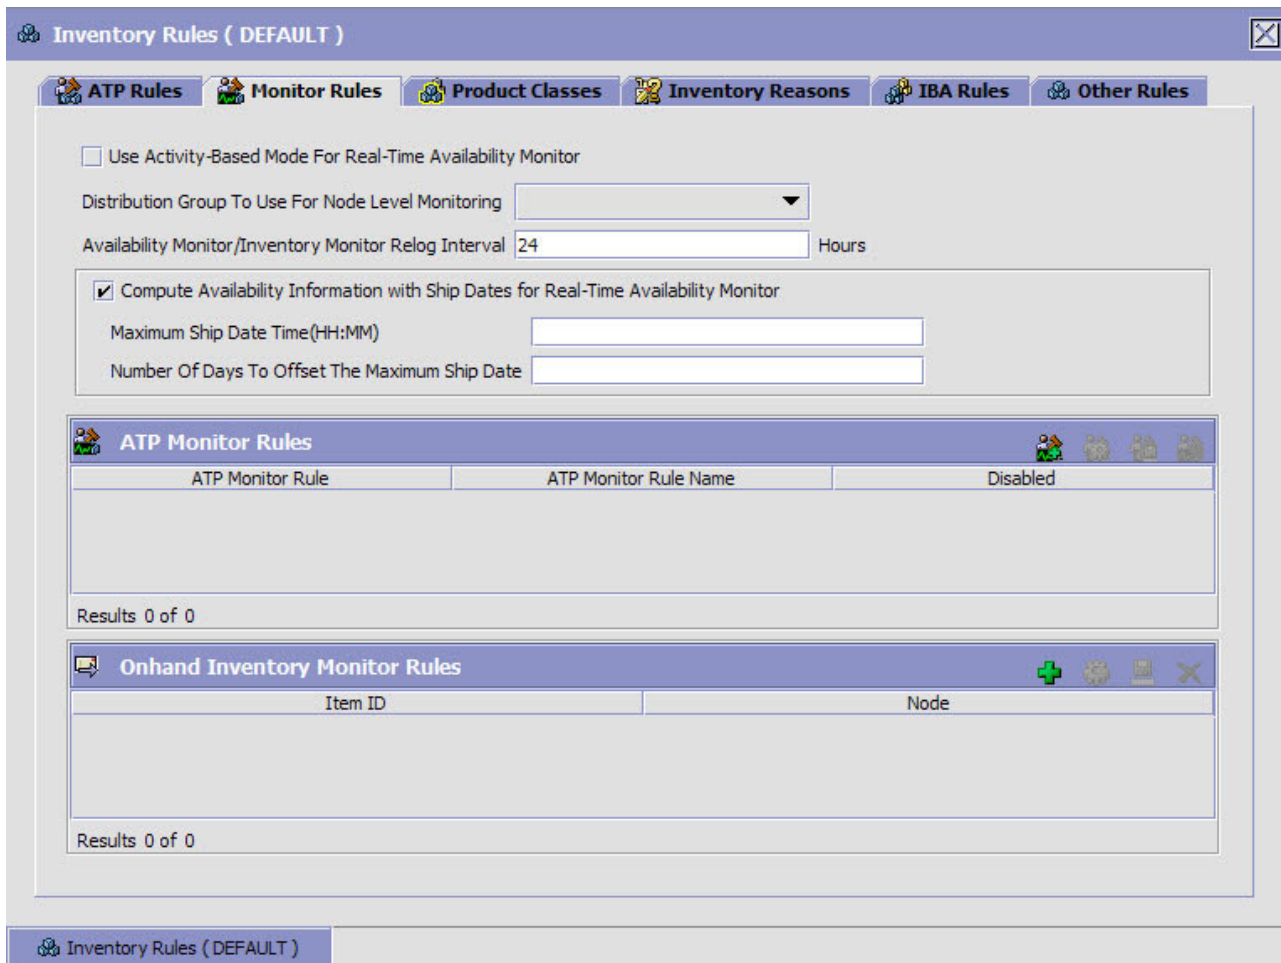 Inventory Rules ( DEFAULT )
ATP Rules Monitor Rules Product Classes Inventory Reasons IBA Rules Other Rules
Use Activity-Based Mode For Real-Time Availability Monitor
Distribution Group To Use For Node Level Monitoring
Availability Monitor/Inventory Monitor Relog Interval 24 Hours
Compute Availability Information with Ship Dates for Real-Time Availability Monitor
Maximum Ship Date Time(HH:MM)
Number Of Days To Offset The Maximum Ship Date
ATP Monitor Rules
ATP Monitor Rule ATP Monitor Rule Name Disabled
Results 0 of 0
Onhand Inventory Monitor Rules
Item ID Node
Results 0 of 0
Inventory Rules ( DEFAULT )